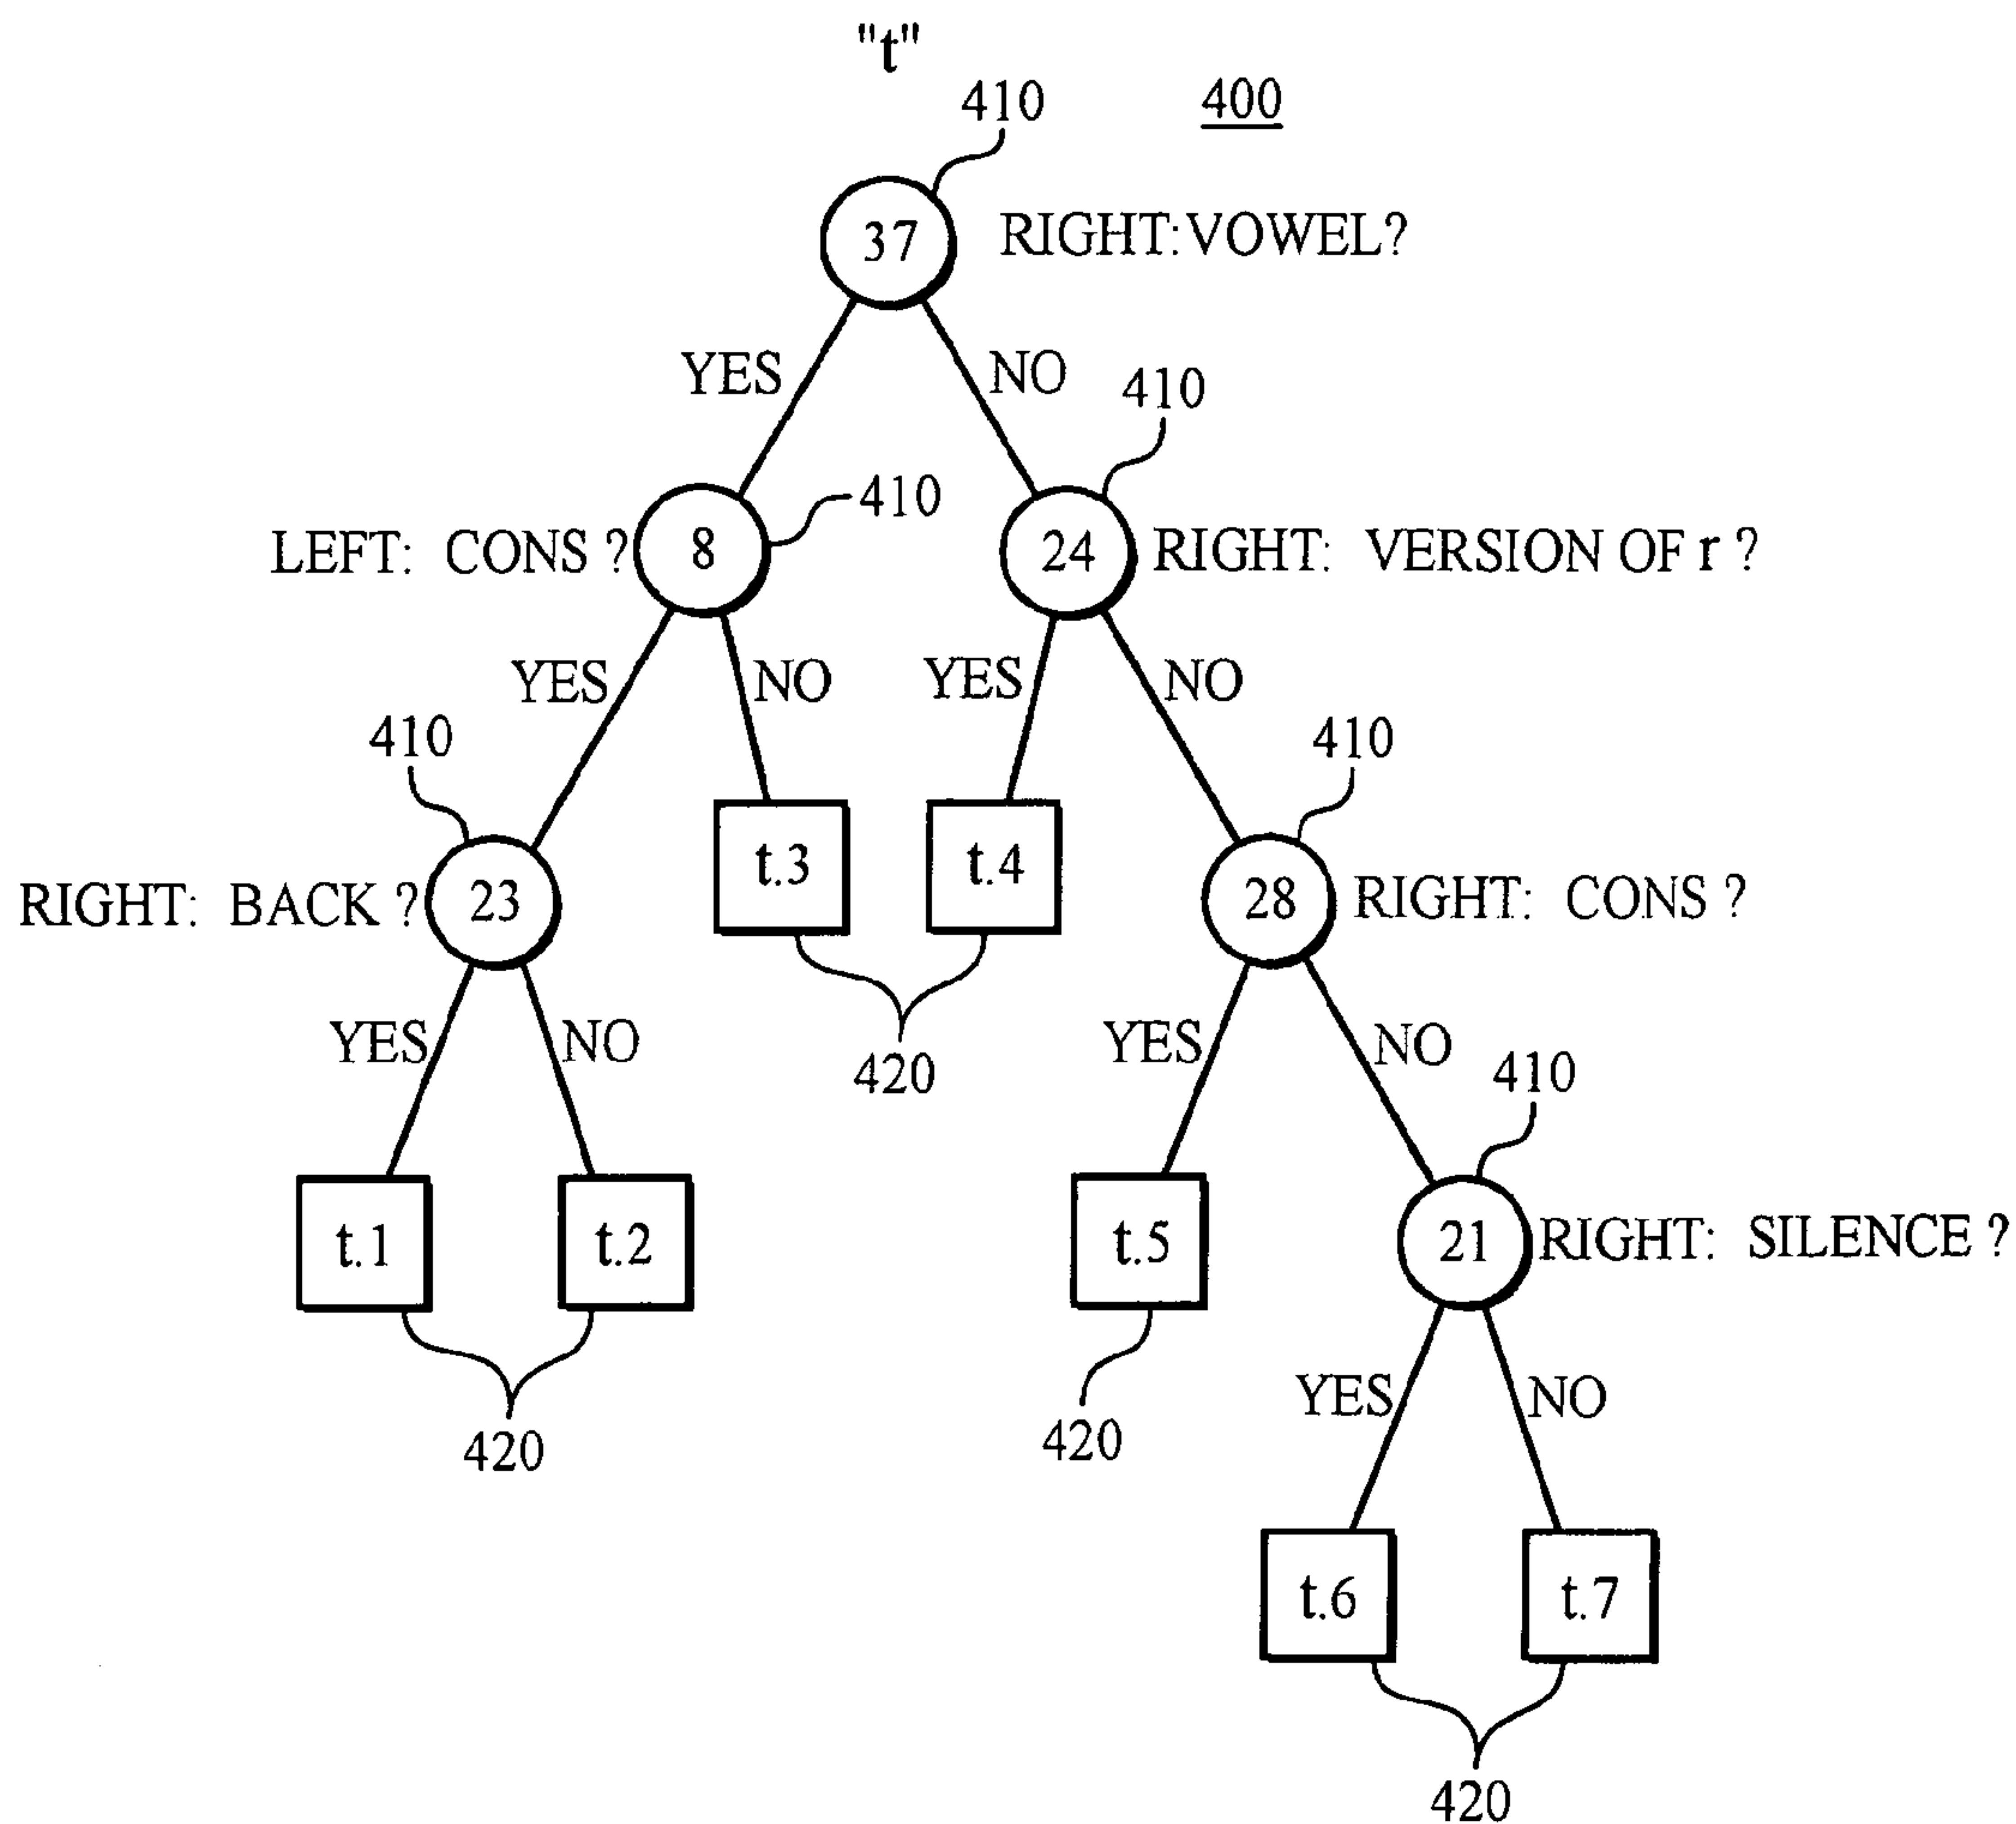 "t"
410
400
37
RIGHT: VOWEL ?
YES
NO
410
410
LEFT: CONS ?
8
24
RIGHT: VERSION OF r ?
YES
NO
YES
NO
410
410
t.3
t.4
RIGHT: BACK ?
23
28
RIGHT: CONS ?
YES
NO
420
YES
NO
410
t.1
t.2
t.5
21
RIGHT: SILENCE ?
420
420
YES
NO
t.6
t.7
420